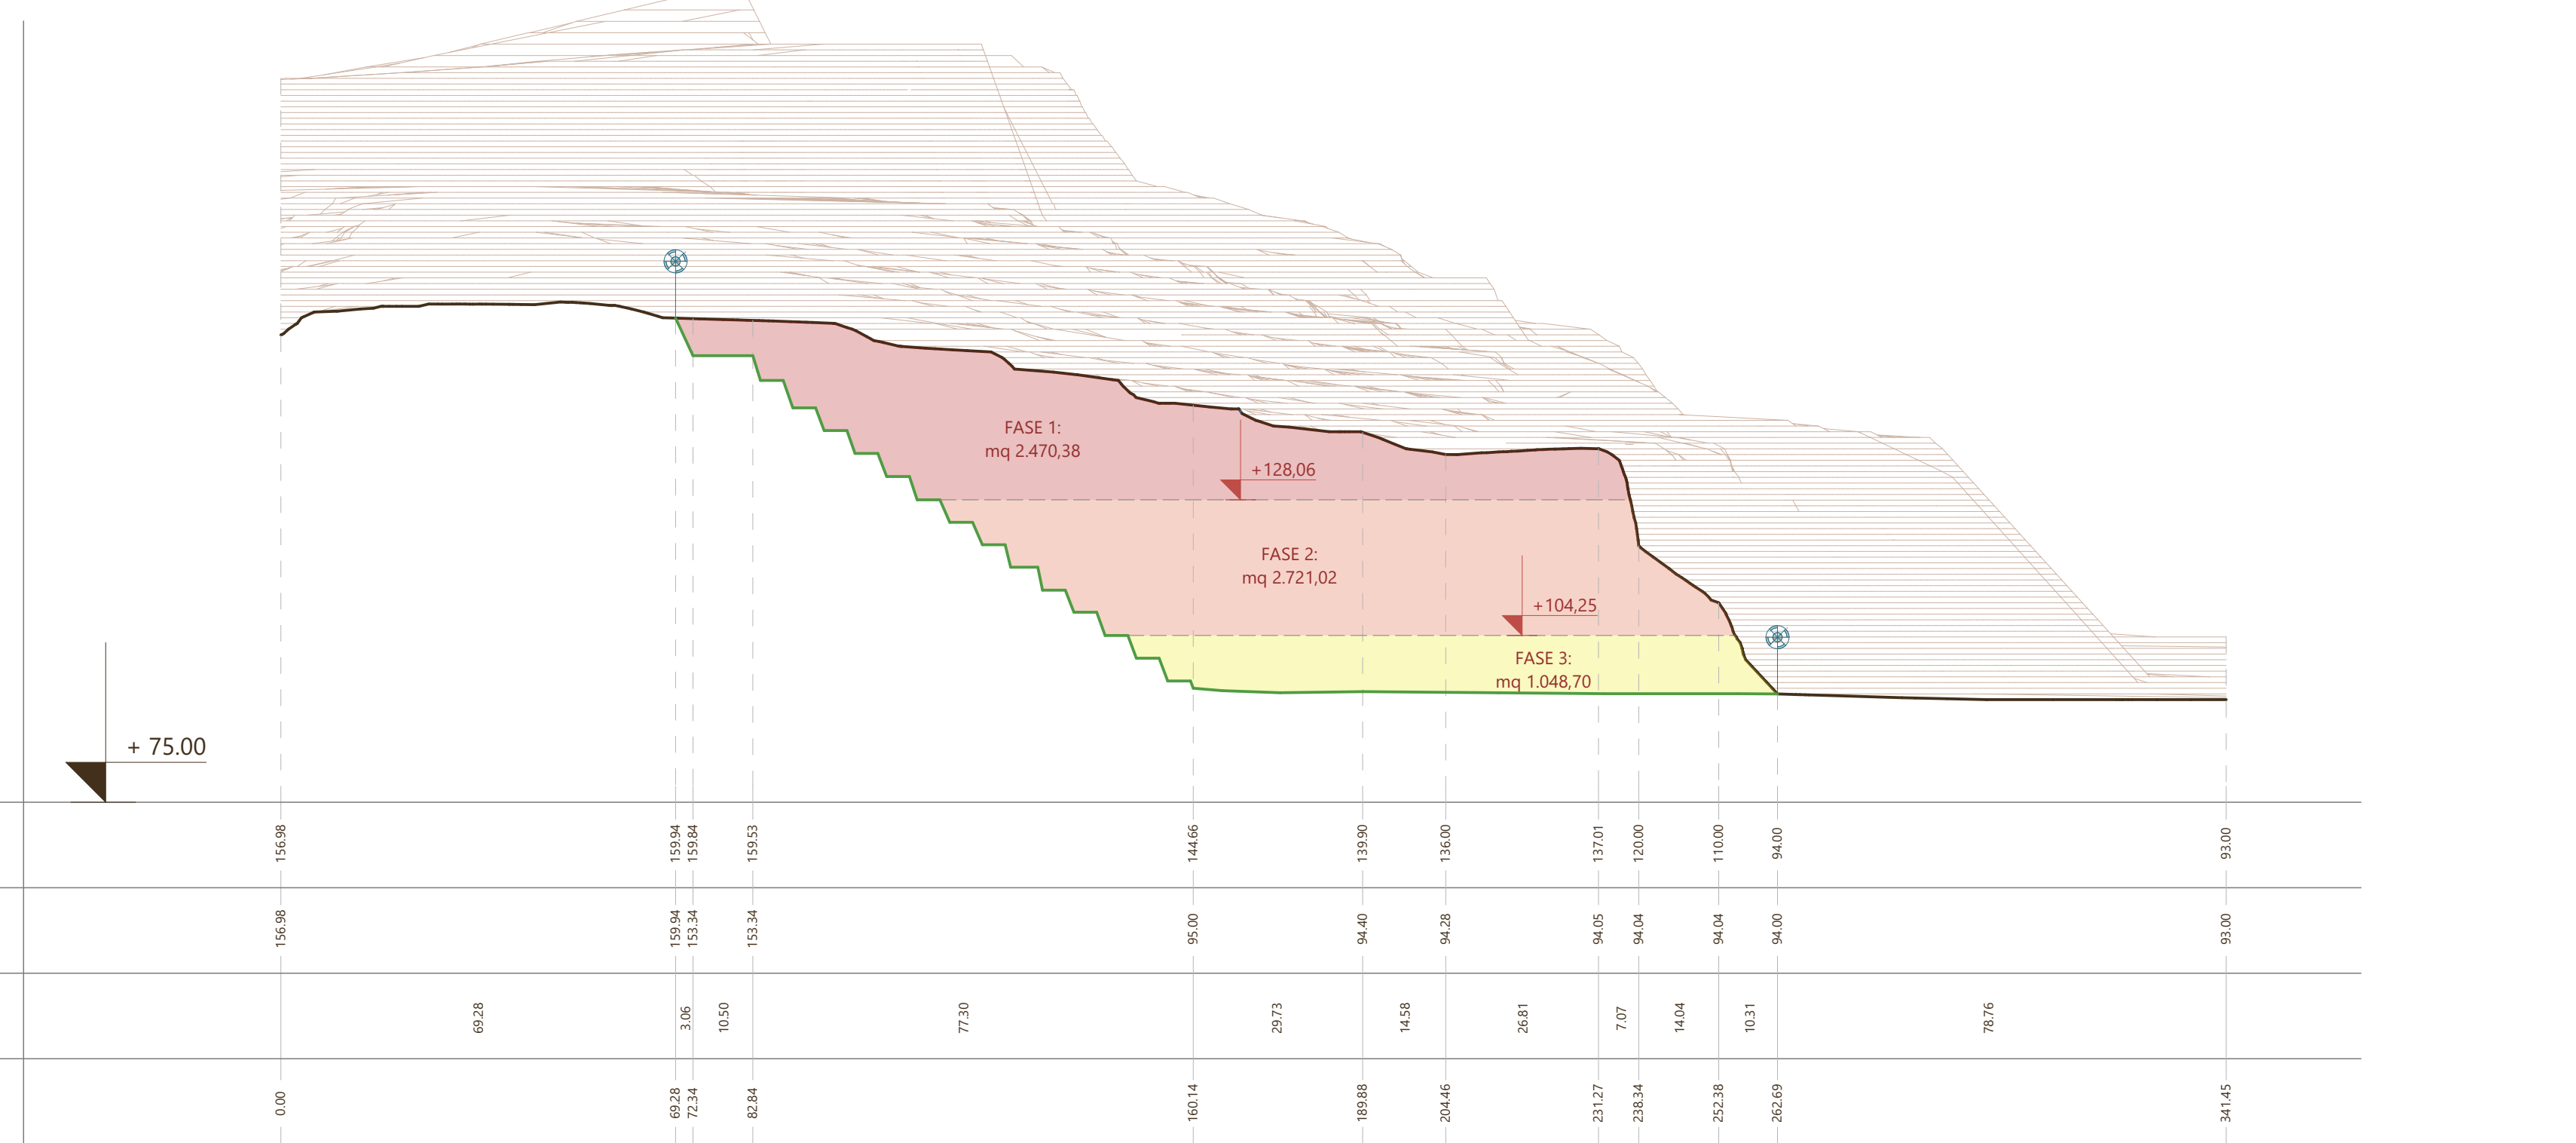 FASE 1:
mq 2.470,38
+128,06
FASE 2:
mq 2.721,02
+104,25
FASE 3:
mq 1.048,70
+ 75.00
156.98 159.94 159.84 159.53 144.66 139.90 136.00 137.01 120.00 110.00 94.00 93.00
156.98 159.94 153.34 153.34 95.00 94.40 94.28 94.05 94.04 94.04 94.00 93.00
69.28 3.06 10.50 77.30 29.73 14.58 26.81 7.07 14.04 10.31 78.76
0.00 69.28 72.34 82.84 160.14 189.88 204.46 231.27 238.34 252.38 262.69 341.45